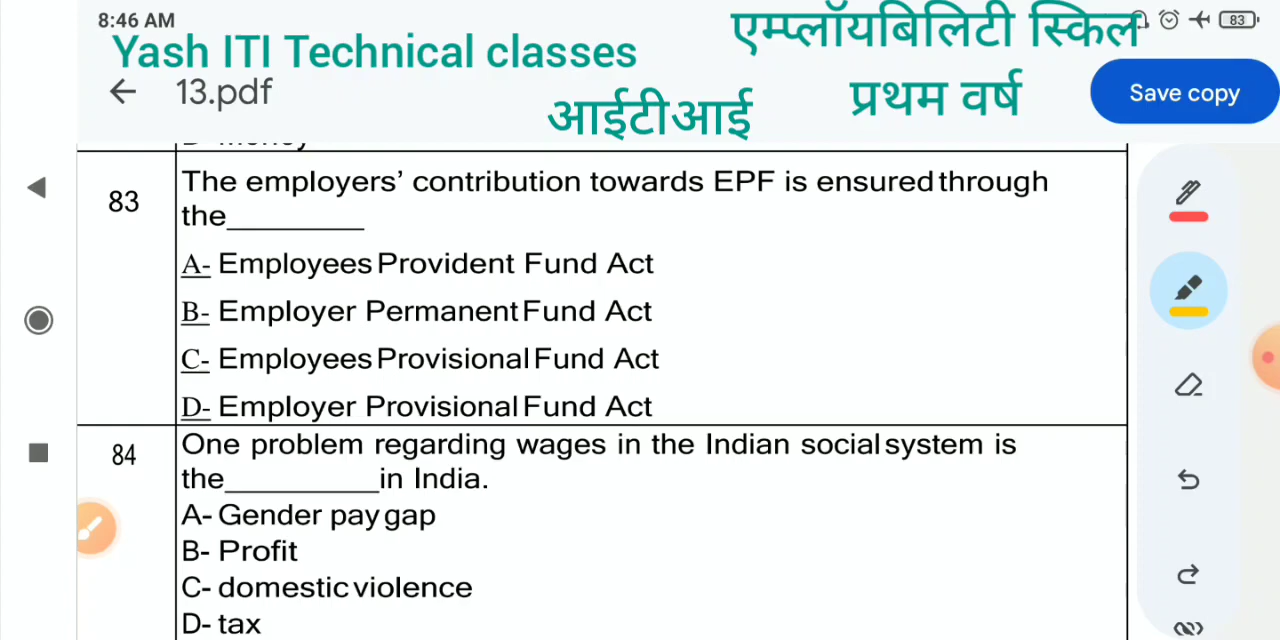 8:46 AM
83
एम्प्लॉयबिलिटी स्किल
Yash ITI Technical classes
13.pdf
आईटीआई
प्रथम वर्ष
Save copy
83
The employers' contribution towards EPF is ensured through
the_________
A- Employees Provident Fund Act
B- Employer Permanent Fund Act
C- Employees Provisional Fund Act
D- Employer Provisional Fund Act
84
One problem regarding wages in the Indian social system is
the__________in India.
A- Gender pay gap
B- Profit
C- domestic violence
D- tax